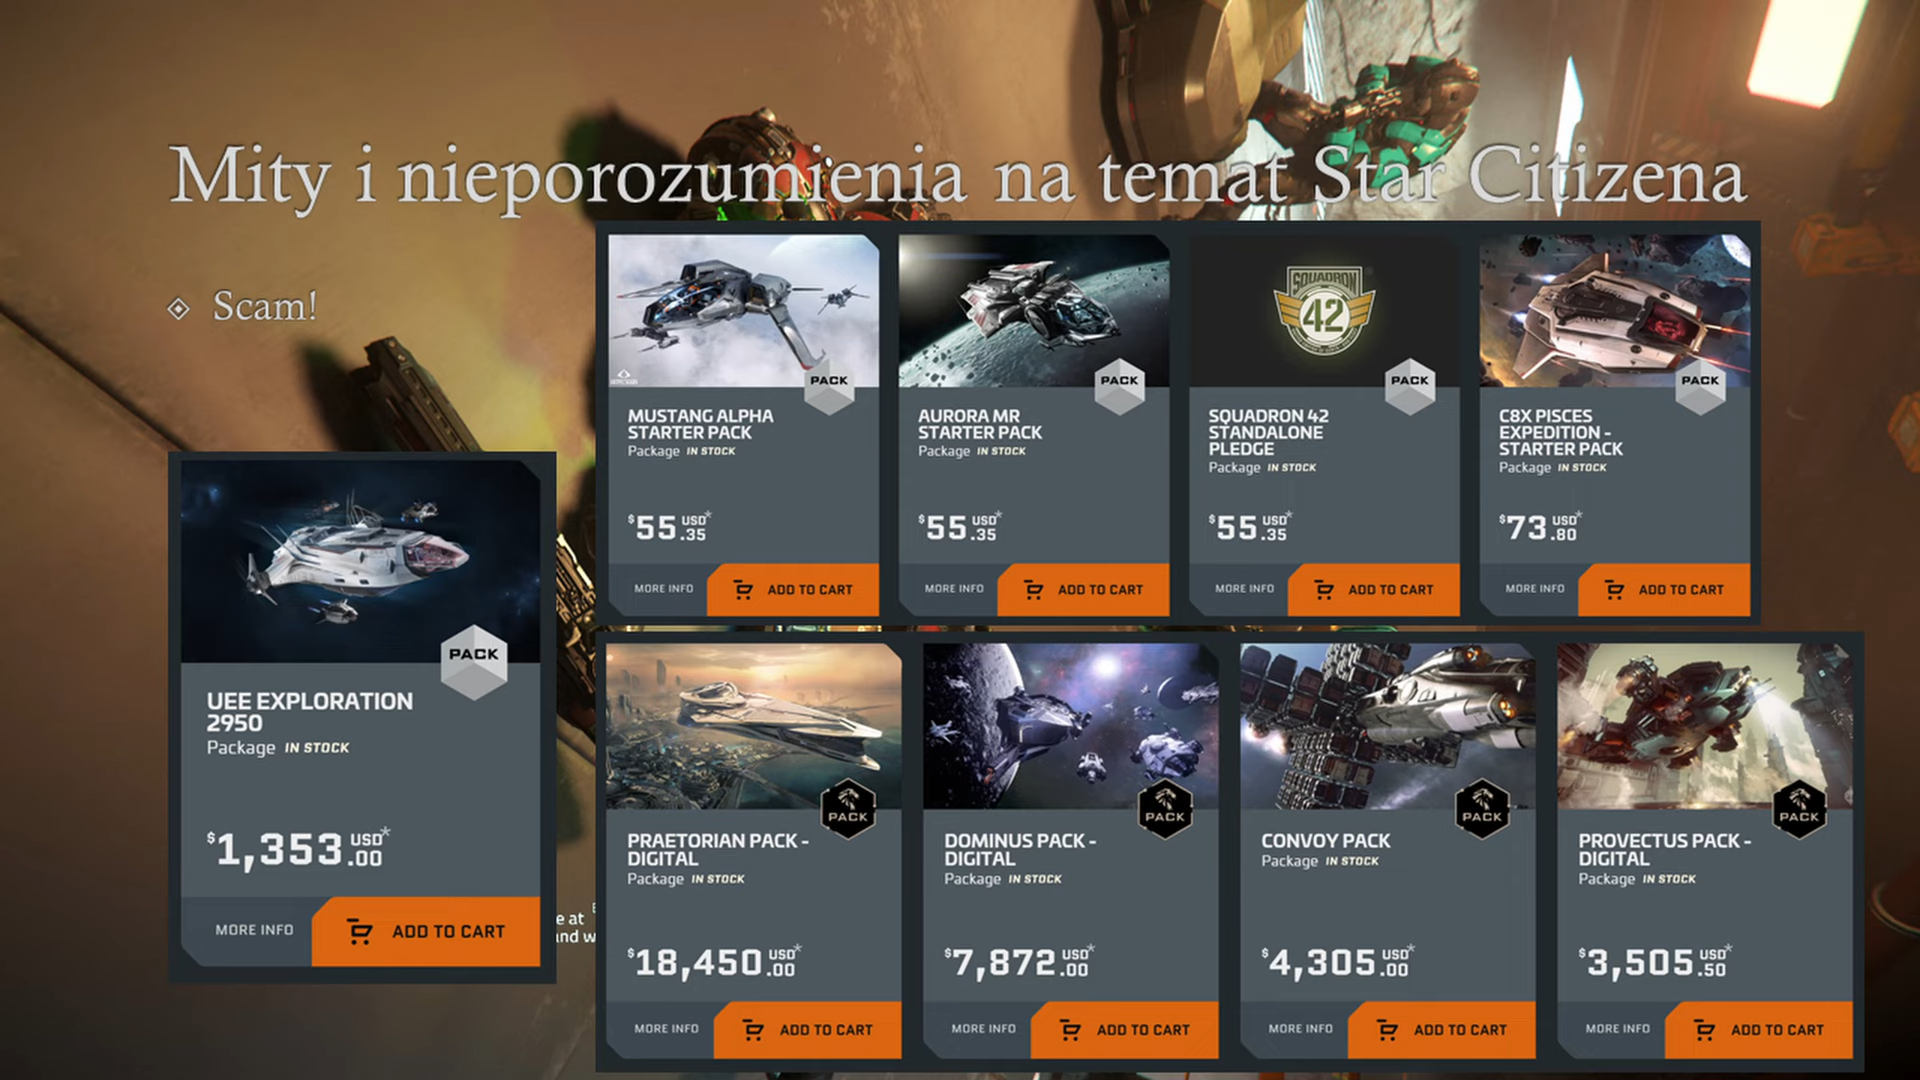 Mity i nieporozumienia na temat Star Citizena
Scam!
PACK
MUSTANG ALPHA
STARTER PACK
Package IN STOCK
$55.35 USD*
MORE INFO
ADD TO CART
PACK
AURORA MR
STARTER PACK
Package IN STOCK
$55.35 USD*
MORE INFO
ADD TO CART
SQUADRON
42
PACK
SQUADRON 42
STANDALONE
PLEDGE
Package IN STOCK
$55.35 USD*
MORE INFO
ADD TO CART
PACK
C8X PISCES
EXPEDITION -
STARTER PACK
Package IN STOCK
$73.80 USD*
MORE INFO
ADD TO CART
PACK
UEE EXPLORATION
2950
Package IN STOCK
$1,353.00 USD*
MORE INFO
ADD TO CART
e at
and w
PACK
PRAETORIAN PACK -
DIGITAL
Package IN STOCK
$18,450.00 USD*
MORE INFO
ADD TO CART
PACK
DOMINUS PACK -
DIGITAL
Package IN STOCK
$7,872.00 USD*
MORE INFO
ADD TO CART
PACK
CONVOY PACK
Package IN STOCK
$4,305.00 USD*
MORE INFO
ADD TO CART
PACK
PROVECTUS PACK -
DIGITAL
Package IN STOCK
$3,505.50 USD*
MORE INFO
ADD TO CART